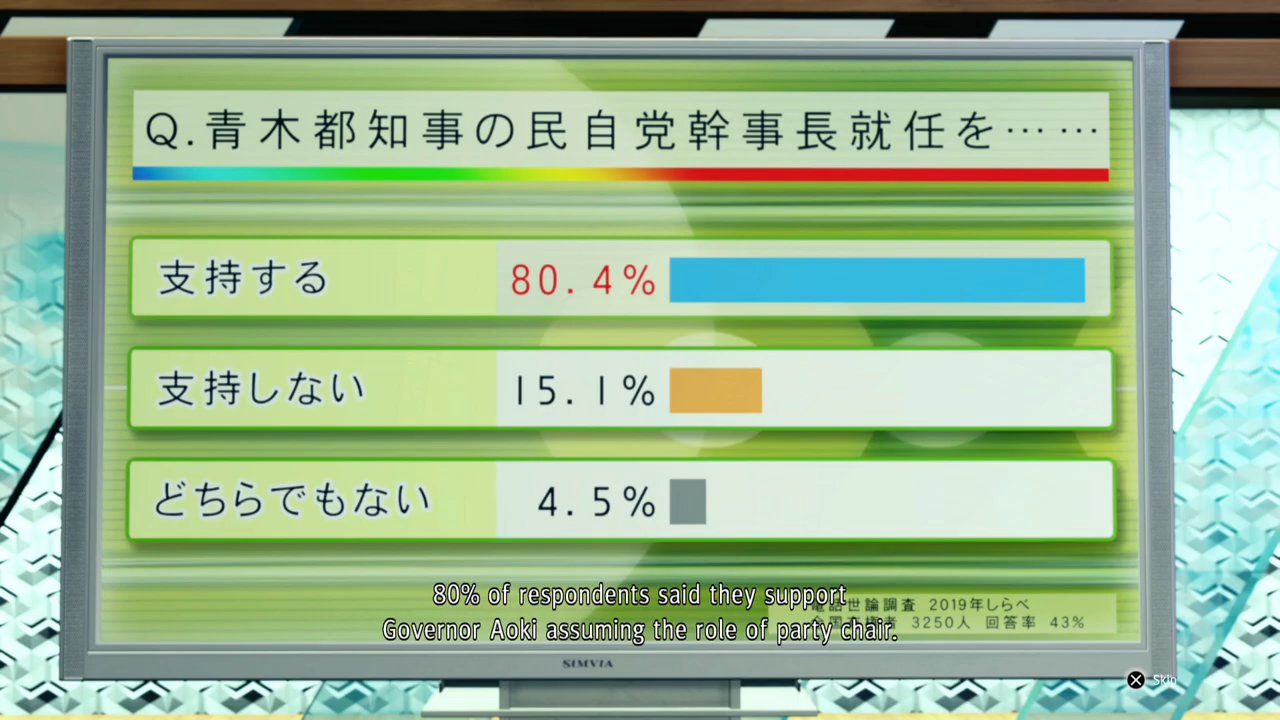 Q.青木都知事の民自党幹事長就任を……
支持する 80.4%
支持しない 15.1%
どちらでもない 4.5%
80% of respondents said they support
Governor Aoki assuming the role of party chair.
世論調査 2019年しらべ
3250人 回答率 43%
SIMVIA
Skip